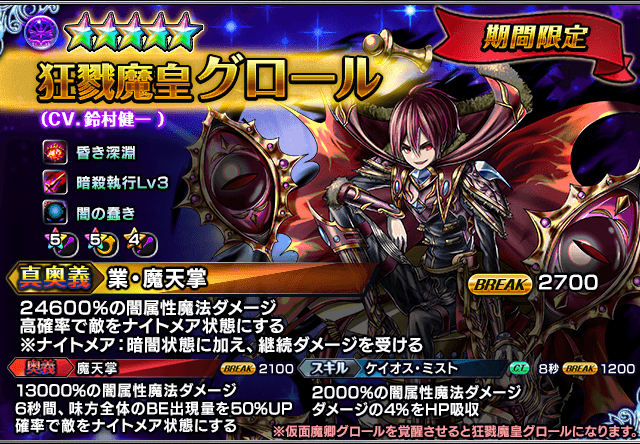 期間限定
狂戮魔皇グロール
(CV.鈴村健一)
昏き深淵
暗殺執行Lv3
闇の蠢き
5 5 4
真奥義 業・魔天掌 BREAK 2700
24600%の闇属性魔法ダメージ
高確率で敵をナイトメア状態にする
※ナイトメア：暗闇状態に加え、継続ダメージを受ける
奥義 魔天掌 BREAK 2100
13000%の闇属性魔法ダメージ
6秒間、味方全体のBE出現量を50%UP
確率で敵をナイトメア状態にする
スキル ケイオス・ミスト CT 8秒 BREAK 1200
2000%の闇属性魔法ダメージ
ダメージの4%をHP吸収
※仮面魔卿グロールを覚醒させると狂戮魔皇グロールになります。